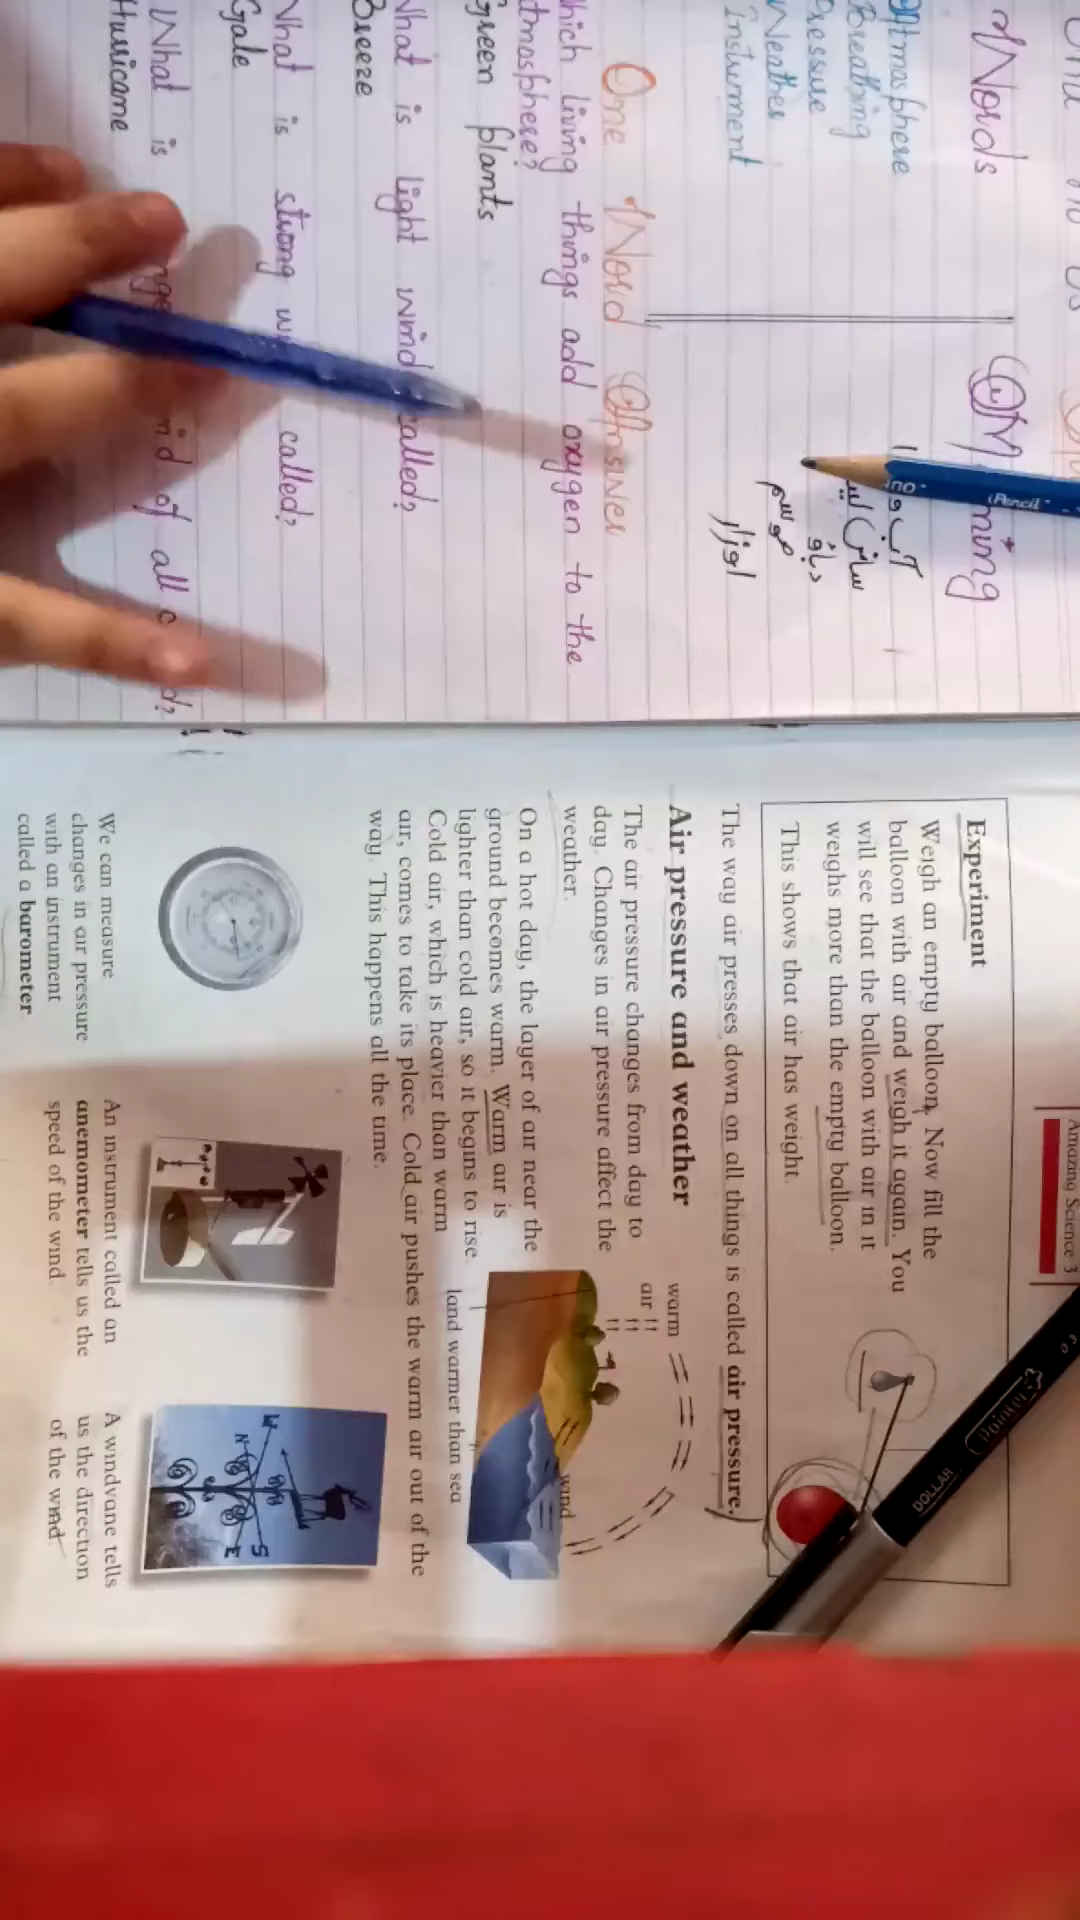 Words
Meaning
Atmosphere
Breathing
سانس لینا
Pressure
دباؤ
Weather
موسم
Instrument
اوزار
One Word Answer
Which living things add oxygen to the
atmosphere?
Green plants
What is light wind called?
Breeze
What is strong called?
Gale
What is of all
Hurricane
Amazing Science 3
Experiment
Weigh an empty balloon. Now fill the
balloon with air and weigh it again. You
will see that the balloon with air in it
weighs more than the empty balloon.
This shows that air has weight.
The way air presses down on all things is called air pressure.
Air pressure and weather
The air pressure changes from day to
day. Changes in air pressure affect the
weather.
On a hot day, the layer of air near the
ground becomes warm. Warm air is
lighter than cold air, so it begins to rise.
Cold air, which is heavier than warm
air, comes to take its place. Cold air pushes the warm air out of the
way. This happens all the time.
warm
air
wind
land warmer than sea
We can measure
changes in air pressure
with an instrument
called a barometer.
An instrument called an
anemometer tells us the
speed of the wind.
A windvane tells
us the direction
of the wind.
W
N
S
E
Pencil
Pointer
DOLLAR